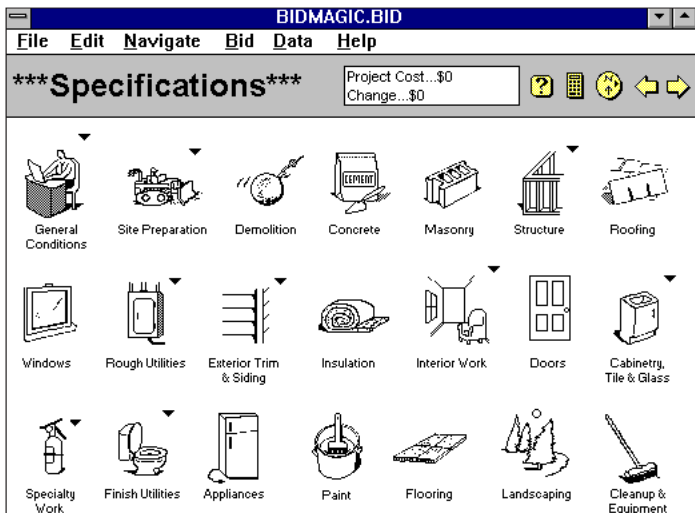 BIDMAGIC.BID
File Edit Navigate Bid Data Help
***Specifications***
Project Cost...$0
Change...$0
?
N
CEMENT
General
Conditions
Site Preparation
Demolition
Concrete
Masonry
Structure
Roofing
Windows
Rough Utilities
Exterior Trim
& Siding
Insulation
Interior Work
Doors
Cabinetry,
Tile & Glass
Specialty
Work
Finish Utilities
Appliances
Paint
Flooring
Landscaping
Cleanup &
Equipment